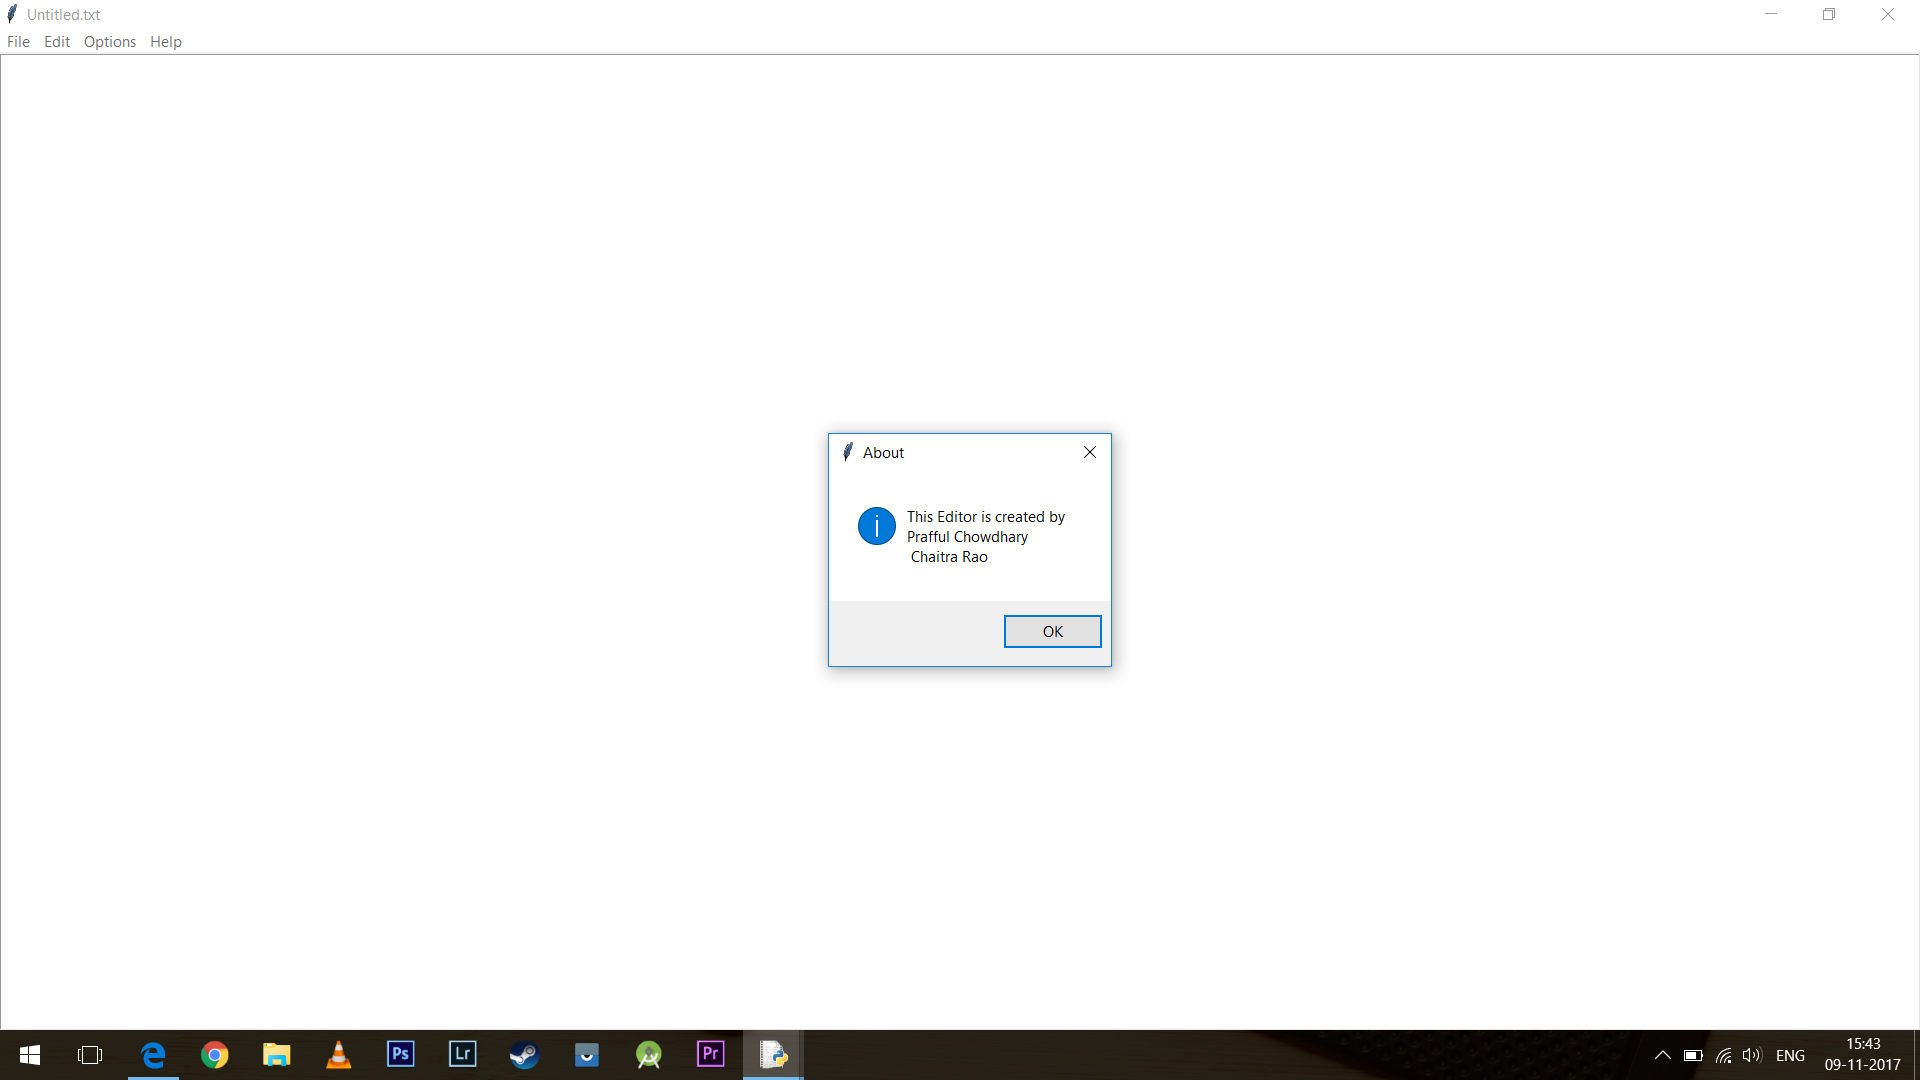 Untitled.txt
File Edit Options Help
About
This Editor is created by
Prafful Chowdhary
Chaitra Rao
OK
Ps
Lr
Pr
ENG
15:43
09-11-2017